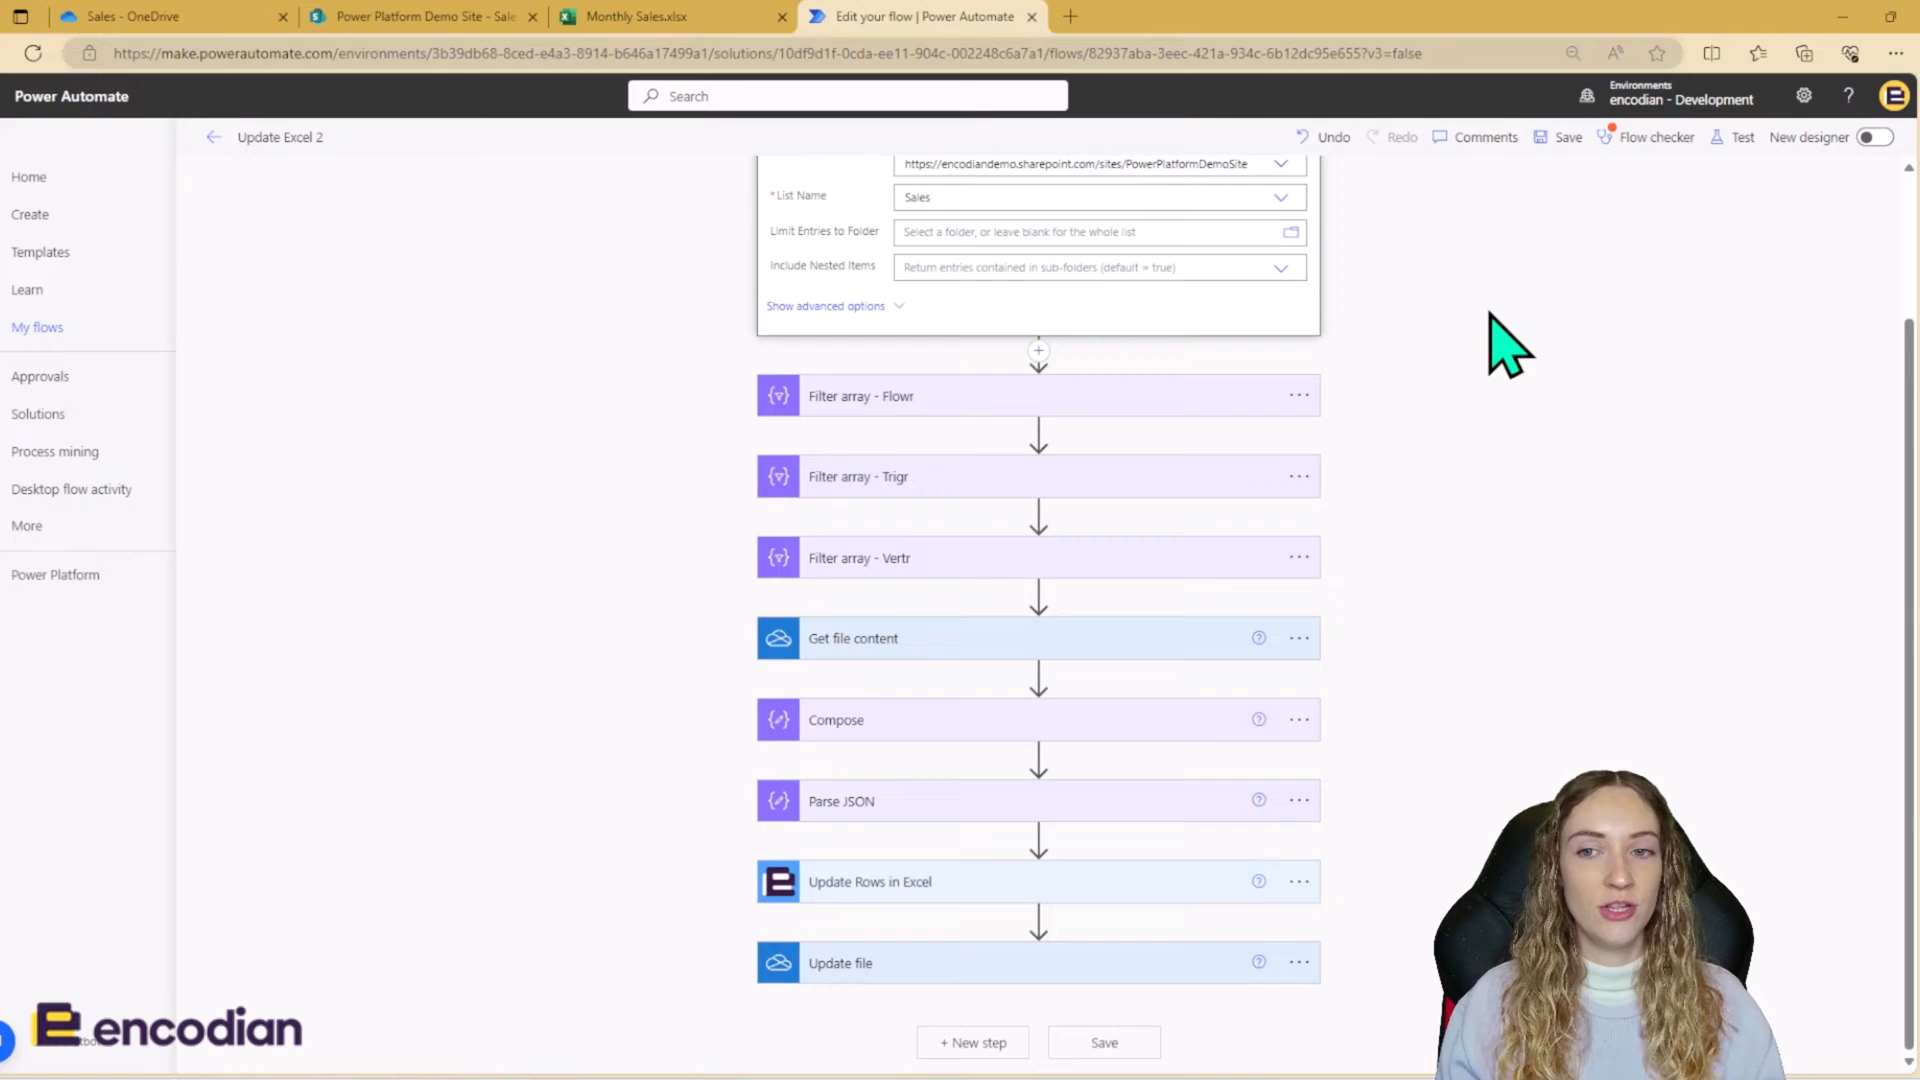 Sales - OneDrive
Power Platform Demo Site - Sale
Monthly Sales.xlsx
Edit your flow | Power Automate
https://make.powerautomate.com/environments/3b39db68-8ced-e4a3-8914-b646a17499a1/solutions/10df9d1f-0cda-ee11-904c-002248c6a7a1/flows/82937aba-3eec-421a-934c-6b12dc95e655?v3=false
Power Automate
Search
Environments
encodian - Development
Update Excel 2
Undo
Redo
Comments
Save
Flow checker
Test
New designer
Home
Create
Templates
Learn
My flows
Approvals
Solutions
Process mining
Desktop flow activity
More
Power Platform
https://encodiandemo.sharepoint.com/sites/PowerPlatformDemoSite
* List Name
Sales
Limit Entries to Folder
Select a folder, or leave blank for the whole list
Include Nested Items
Return entries contained in sub-folders (default = true)
Show advanced options
Filter array - Flowr
Filter array - Trigr
Filter array - Vertr
Get file content
Compose
Parse JSON
Update Rows in Excel
Update file
+ New step
Save
encodian